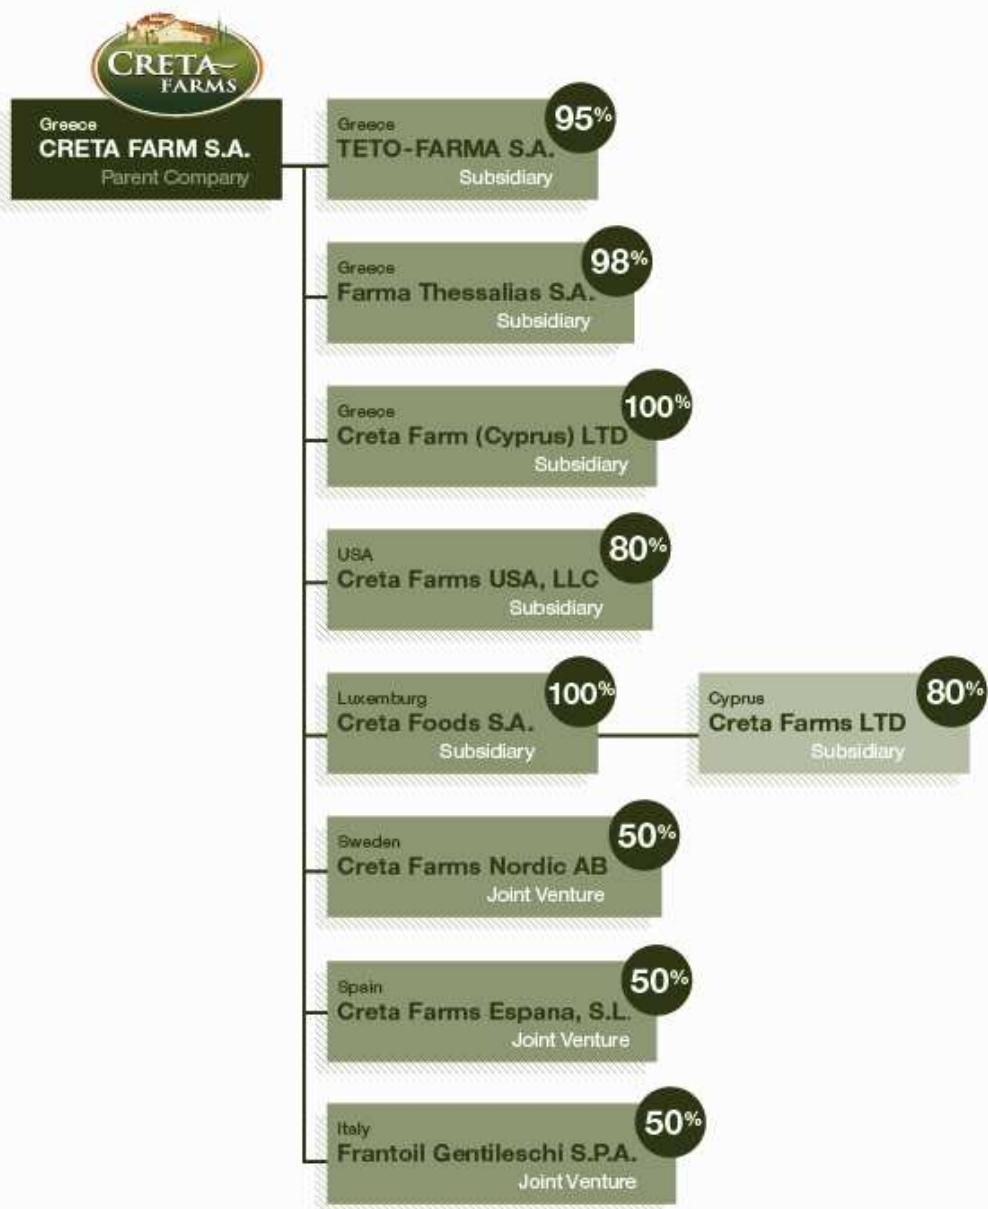 CRETA
FARMS
Greece
CRETA FARM S.A.
Parent Company
95%
Greece
TETO-FARMA S.A.
Subsidiary
98%
Greece
Farma Thessalias S.A.
Subsidiary
100%
Greece
Creta Farm (Cyprus) LTD
Subsidiary
80%
USA
Creta Farms USA, LLC
Subsidiary
100%
Luxemburg
Creta Foods S.A.
Subsidiary
80%
Cyprus
Creta Farms LTD
Subsidiary
50%
Sweden
Creta Farms Nordic AB
Joint Venture
50%
Spain
Creta Farms Espana, S.L.
Joint Venture
50%
Italy
Frantoil Gentileschi S.P.A.
Joint Venture